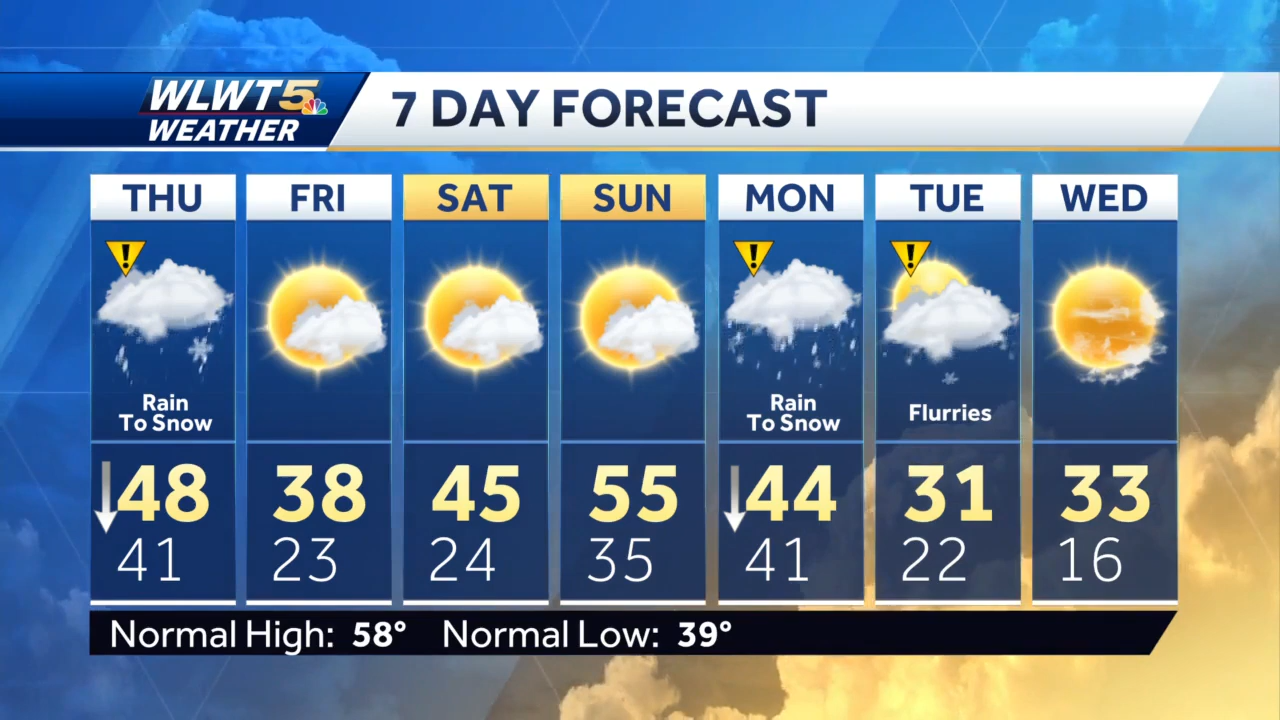 WLWT5
WEATHER
7 DAY FORECAST
THU FRI SAT SUN MON TUE WED
! ! !
Rain
To Snow
Rain
To Snow
Flurries
48 38 45 55 44 31 33
41 23 24 35 41 22 16
Normal High: 58° Normal Low: 39°